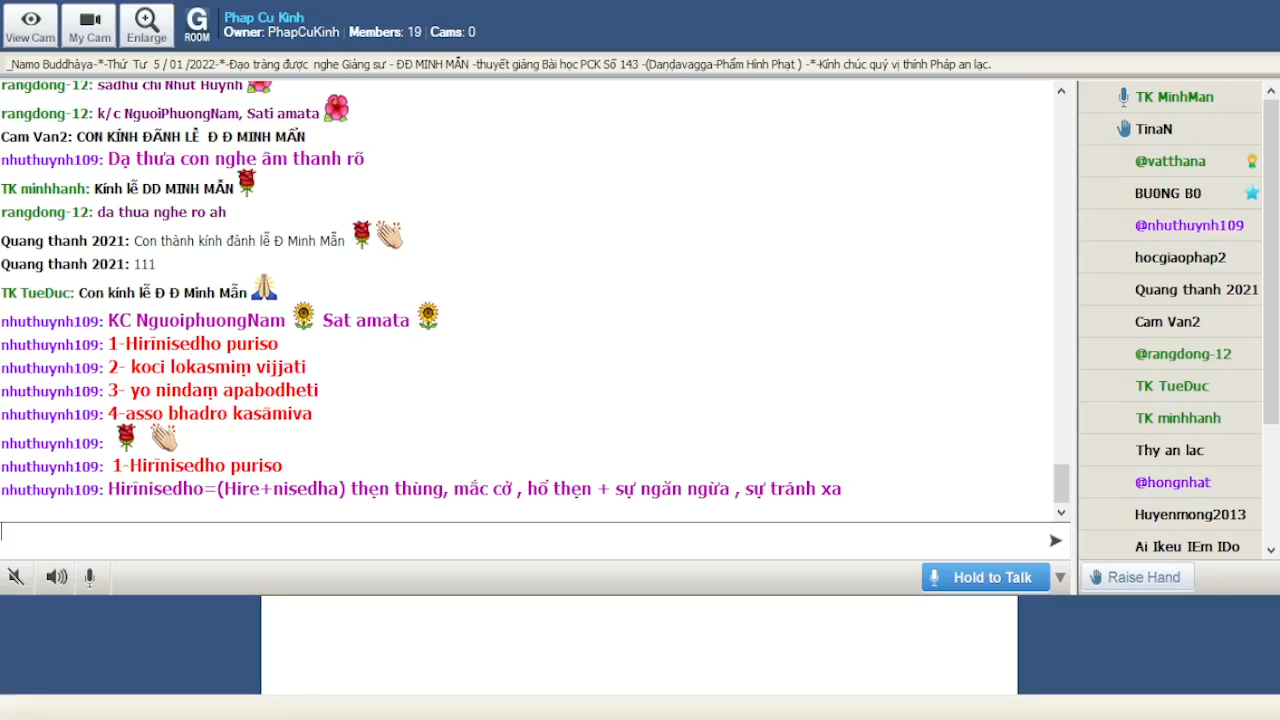 View Cam
My Cam
Enlarge
G
ROOM
Phap Cu Kinh
Owner: PhapCuKinh | Members: 19 | Cams: 0
_Namo Buddhàya-*-Thứ Tư 5 / 01 /2022-*-Đạo tràng được nghe Giảng sư - ĐĐ MINH MẪN -thuyết giảng Bài học PCK Số 143 -(Daṇḍavagga-Phẩm Hình Phạt ) -*-Kính chúc quý vị thính Pháp an lạc.
rangdong-12: sadhu chi Nhut Huynh
rangdong-12: k/c NguoiPhuongNam, Sati amata
Cam Van2: CON KÍNH ĐÃNH LỄ Đ Đ MINH MẪN
nhuthuynh109: Dạ thưa con nghe âm thanh rõ
TK minhhanh: Kính lễ DD MINH MẪN
rangdong-12: da thua nghe ro ah
Quang thanh 2021: Con thành kính đảnh lễ Đ Minh Mẫn
Quang thanh 2021: 111
TK TueDuc: Con kính lễ Đ Đ Minh Mẫn
nhuthuynh109: KC NguoiphuongNam Sat amata
nhuthuynh109: 1-Hirīnisedho puriso
nhuthuynh109: 2- koci lokasmiṃ vijjati
nhuthuynh109: 3- yo nindaṃ apabodheti
nhuthuynh109: 4-asso bhadro kasāmiva
nhuthuynh109:
nhuthuynh109: 1-Hirīnisedho puriso
nhuthuynh109: Hirīnisedho=(Hire+nisedha) thẹn thùng, mắc cở , hổ thẹn + sự ngăn ngừa , sự tránh xa
TK MinhMan
TinaN
@vatthana
BU0NG B0
@nhuthuynh109
hocgiaophap2
Quang thanh 2021
Cam Van2
@rangdong-12
TK TueDuc
TK minhhanh
Thy an lac
@hongnhat
Huyenmong2013
Ai Ikeu IEm IDo
Hold to Talk
Raise Hand